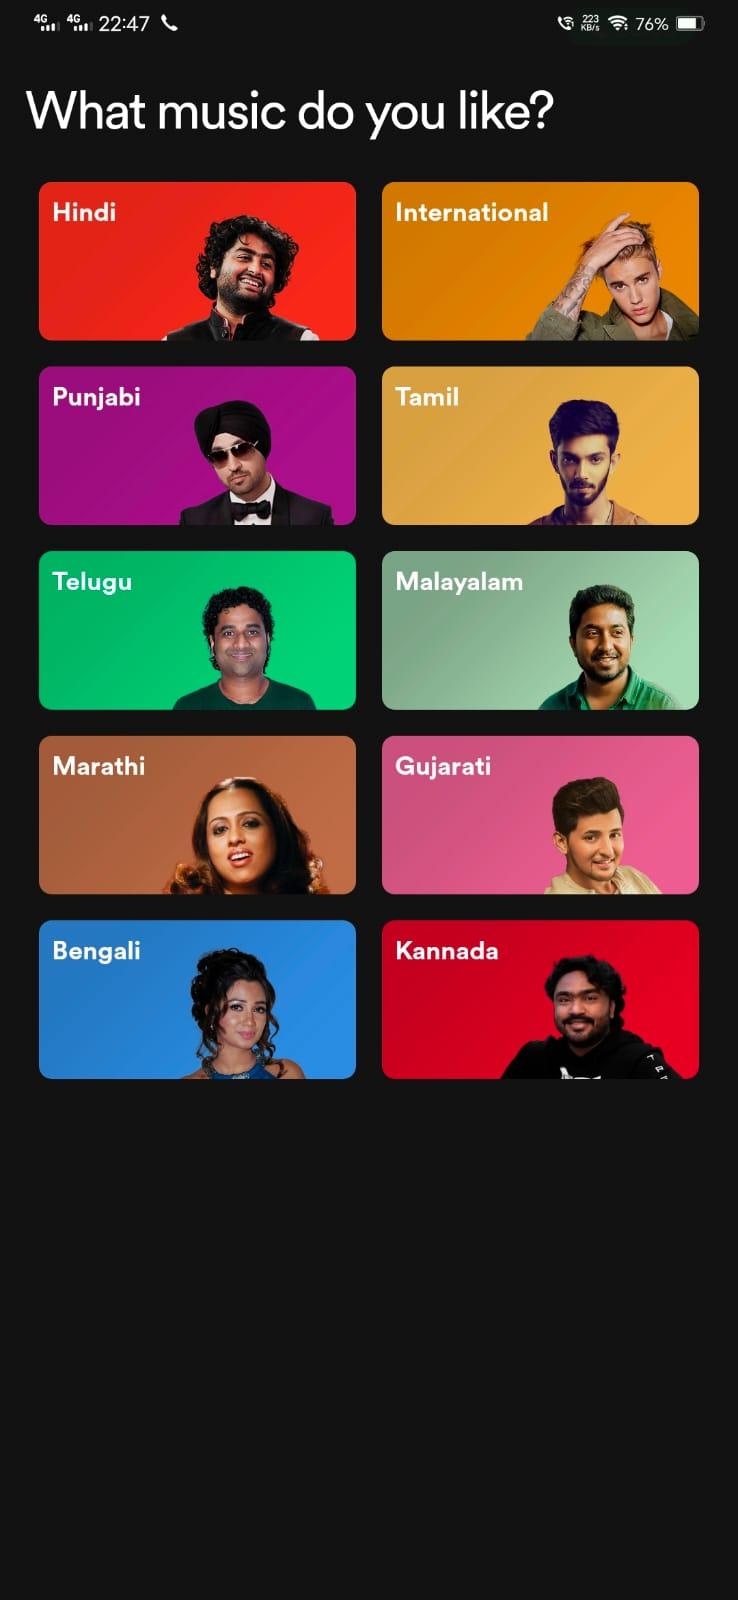 4G 4G 22:47 223 KB/s 76%
What music do you like?
Hindi
International
Punjabi
Tamil
Telugu
Malayalam
Marathi
Gujarati
Bengali
Kannada